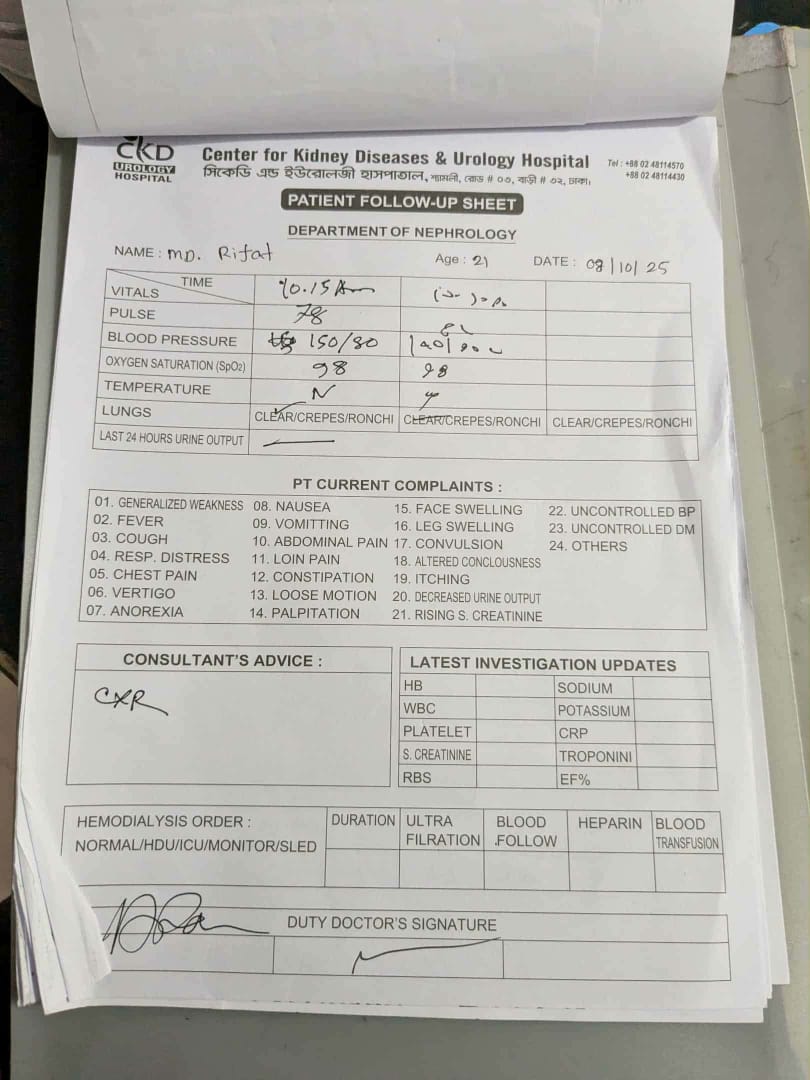 CKD
UROLOGY
HOSPITAL
Center for Kidney Diseases & Urology Hospital
Tel : +88 02 48114570
+88 02 48114430
সিকেডি এন্ড ইউরোলজী হাসপাতাল, শ্যামলী, রোড # ০৩, বাড়ী # ০২, ঢাকা।
PATIENT FOLLOW-UP SHEET
DEPARTMENT OF NEPHROLOGY
NAME : MD. Rifat Age : 21 DATE : 09/10/25
TIME 10.15 Am
VITALS
PULSE 78
BLOOD PRESSURE 150/80
OXYGEN SATURATION (SpO2) 98 98
TEMPERATURE N
LUNGS CLEAR/CREPES/RONCHI CLEAR/CREPES/RONCHI CLEAR/CREPES/RONCHI
LAST 24 HOURS URINE OUTPUT
PT CURRENT COMPLAINTS :
01. GENERALIZED WEAKNESS 08. NAUSEA 15. FACE SWELLING 22. UNCONTROLLED BP
02. FEVER 09. VOMITTING 16. LEG SWELLING 23. UNCONTROLLED DM
03. COUGH 10. ABDOMINAL PAIN 17. CONVULSION 24. OTHERS
04. RESP. DISTRESS 11. LOIN PAIN 18. ALTERED CONCLOUSNESS
05. CHEST PAIN 12. CONSTIPATION 19. ITCHING
06. VERTIGO 13. LOOSE MOTION 20. DECREASED URINE OUTPUT
07. ANOREXIA 14. PALPITATION 21. RISING S. CREATININE
CONSULTANT'S ADVICE :
CXR
LATEST INVESTIGATION UPDATES
HB SODIUM
WBC POTASSIUM
PLATELET CRP
S. CREATININE TROPONINI
RBS EF%
HEMODIALYSIS ORDER :
NORMAL/HDU/ICU/MONITOR/SLED
DURATION ULTRA FILRATION BLOOD .FOLLOW HEPARIN BLOOD TRANSFUSION
DUTY DOCTOR'S SIGNATURE